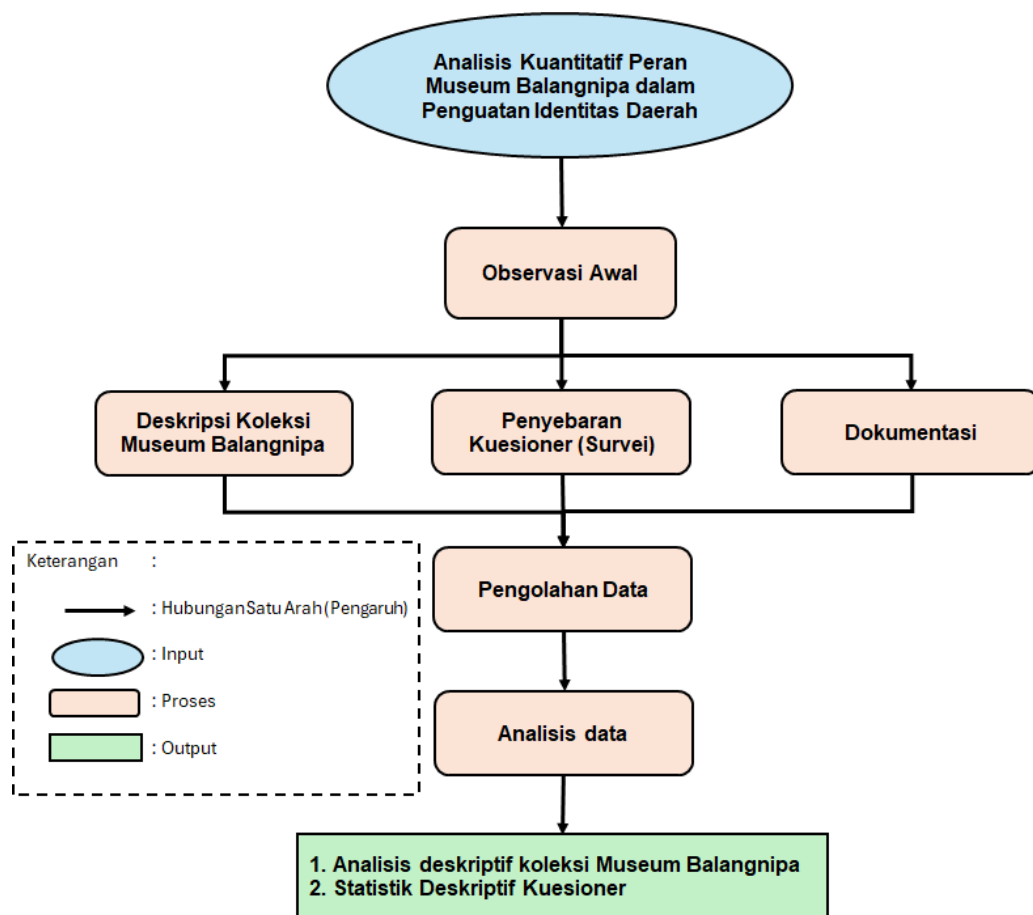 Analisis Kuantitatif Peran
Museum Balangnipa dalam
Penguatan Identitas Daerah
Observasi Awal
Deskripsi Koleksi
Museum Balangnipa
Penyebaran
Kuesioner (Survei)
Dokumentasi
Pengolahan Data
Analisis data
1. Analisis deskriptif koleksi Museum Balangnipa
2. Statistik Deskriptif Kuesioner
Keterangan :
: Hubungan Satu Arah (Pengaruh)
: Input
: Proses
: Output